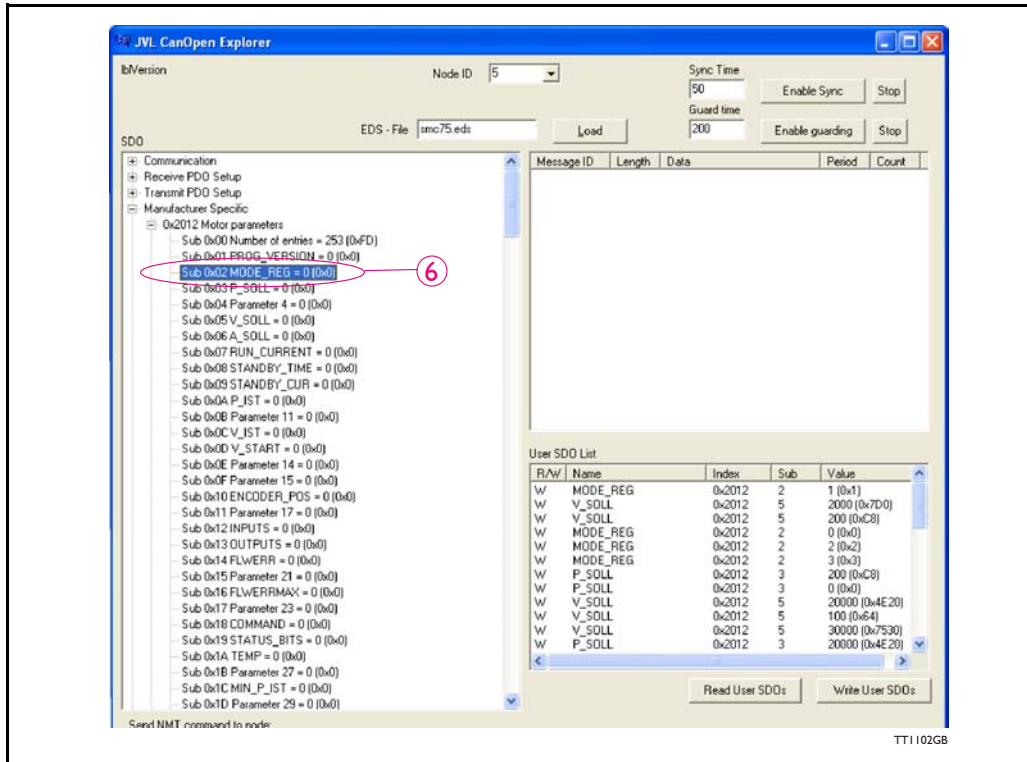 JVL CanOpen Explorer
lblVersion
Node ID 5
Sync Time
50 Enable Sync Stop
Guard time
EDS - File smc75.eds Load 200 Enable guarding Stop
SDO
Communication
Receive PDO Setup
Transmit PDO Setup
Manufacturer Specific
0x2012 Motor parameters
Sub 0x00 Number of entries = 253 (0xFD)
Sub 0x01 PROG_VERSION = 0 (0x0)
Sub 0x02 MODE_REG = 0 (0x0)
6
Sub 0x03 P_SOLL = 0 (0x0)
Sub 0x04 Parameter 4 = 0 (0x0)
Sub 0x05 V_SOLL = 0 (0x0)
Sub 0x06 A_SOLL = 0 (0x0)
Sub 0x07 RUN_CURRENT = 0 (0x0)
Sub 0x08 STANDBY_TIME = 0 (0x0)
Sub 0x09 STANDBY_CUR = 0 (0x0)
Sub 0x0A P_IST = 0 (0x0)
Sub 0x0B Parameter 11 = 0 (0x0)
Sub 0x0C V_IST = 0 (0x0)
Sub 0x0D V_START = 0 (0x0)
Sub 0x0E Parameter 14 = 0 (0x0)
Sub 0x0F Parameter 15 = 0 (0x0)
Sub 0x10 ENCODER_POS = 0 (0x0)
Sub 0x11 Parameter 17 = 0 (0x0)
Sub 0x12 INPUTS = 0 (0x0)
Sub 0x13 OUTPUTS = 0 (0x0)
Sub 0x14 FLWERR = 0 (0x0)
Sub 0x15 Parameter 21 = 0 (0x0)
Sub 0x16 FLWERRMAX = 0 (0x0)
Sub 0x17 Parameter 23 = 0 (0x0)
Sub 0x18 COMMAND = 0 (0x0)
Sub 0x19 STATUS_BITS = 0 (0x0)
Sub 0x1A TEMP = 0 (0x0)
Sub 0x1B Parameter 27 = 0 (0x0)
Sub 0x1C MIN_P_IST = 0 (0x0)
Sub 0x1D Parameter 29 = 0 (0x0)
Message ID Length Data Period Count
User SDO List
R/W Name Index Sub Value
W MODE_REG 0x2012 2 1 (0x1)
W V_SOLL 0x2012 5 2000 (0x7D0)
W V_SOLL 0x2012 5 200 (0xC8)
W MODE_REG 0x2012 2 0 (0x0)
W MODE_REG 0x2012 2 2 (0x2)
W MODE_REG 0x2012 2 3 (0x3)
W P_SOLL 0x2012 3 200 (0xC8)
W P_SOLL 0x2012 3 0 (0x0)
W V_SOLL 0x2012 5 20000 (0x4E20)
W V_SOLL 0x2012 5 100 (0x64)
W V_SOLL 0x2012 5 30000 (0x7530)
W P_SOLL 0x2012 3 20000 (0x4E20)
Read User SDOs Write User SDOs
Send NMT command to node:
TT1102GB